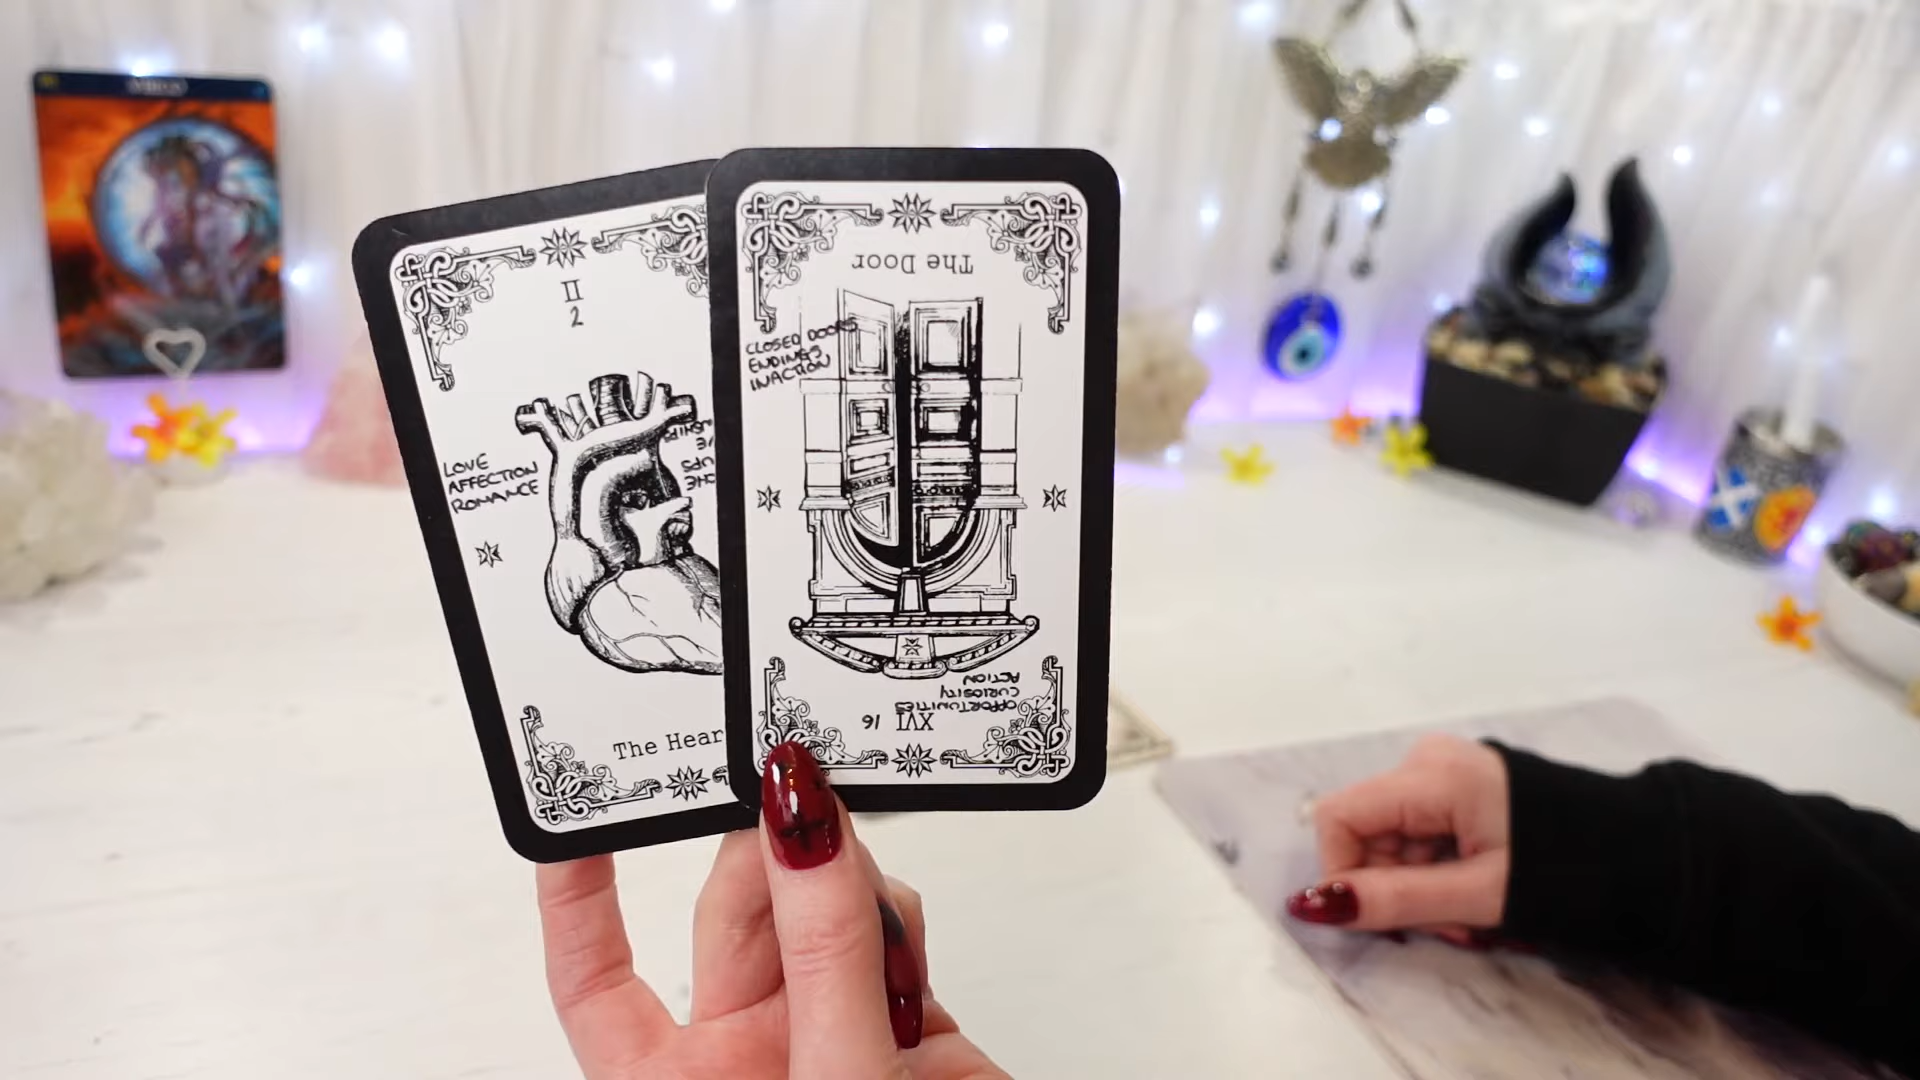 II
2
LOVE
AFFECTION
ROMANCE
The Hear
The Door
CLOSED DOORS
ENDINGS
INACTION
OPPORTUNITIES
CURIOSITY
ACTION
XVI
16